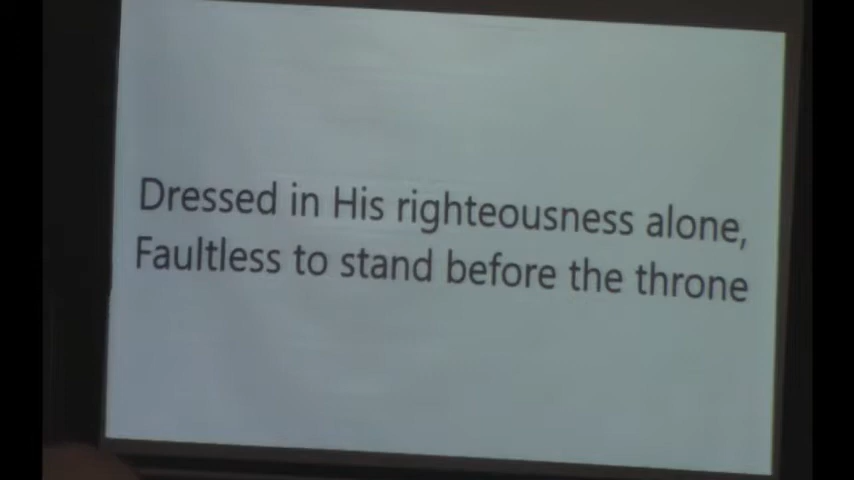 Dressed in His righteousness alone,
Faultless to stand before the throne